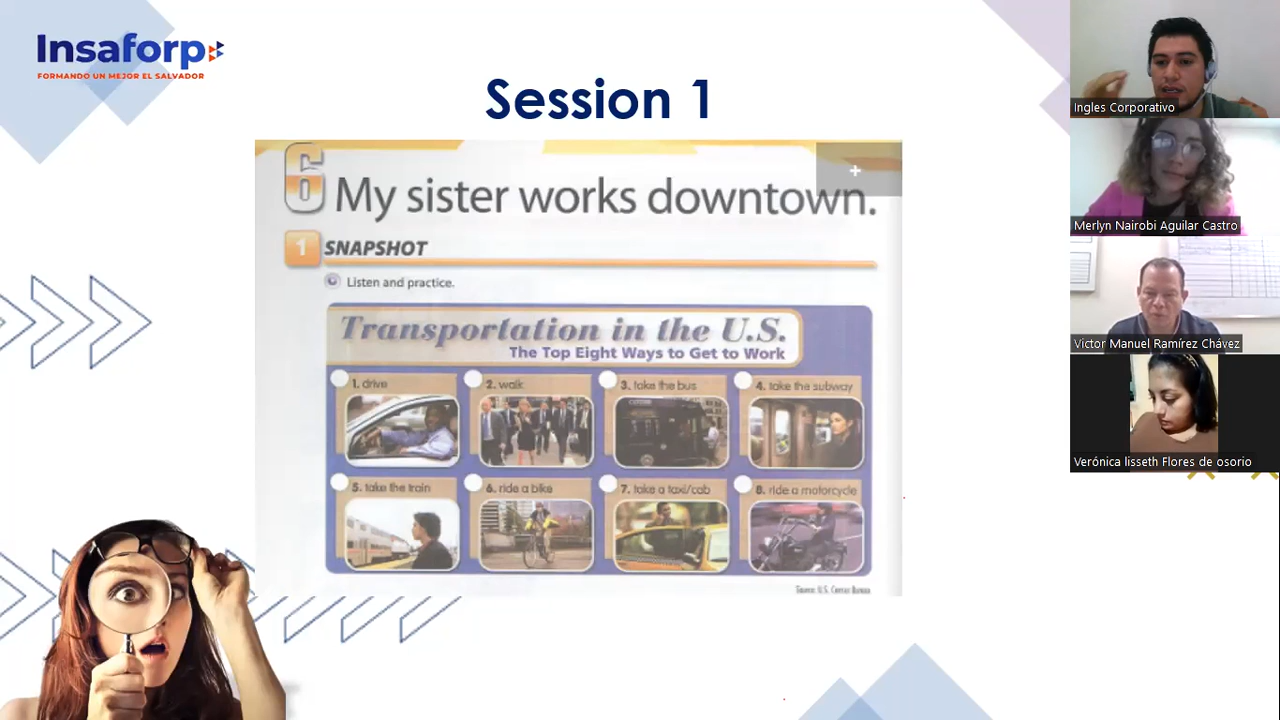 Insaforp
FORMANDO UN MEJOR EL SALVADOR
Session 1
6 My sister works downtown.
1 SNAPSHOT
Listen and practice.
Transportation in the U.S.
The Top Eight Ways to Get to Work
1. drive
2. walk
3. take the bus
4. take the subway
5. take the train
6. ride a bike
7. take a taxi/cab
8. ride a motorcycle
Source: U.S. Census Bureau
Ingles Corporativo
Merlyn Nairobi Aguilar Castro
Victor Manuel Ramírez Chávez
Verónica lisseth Flores de osorio